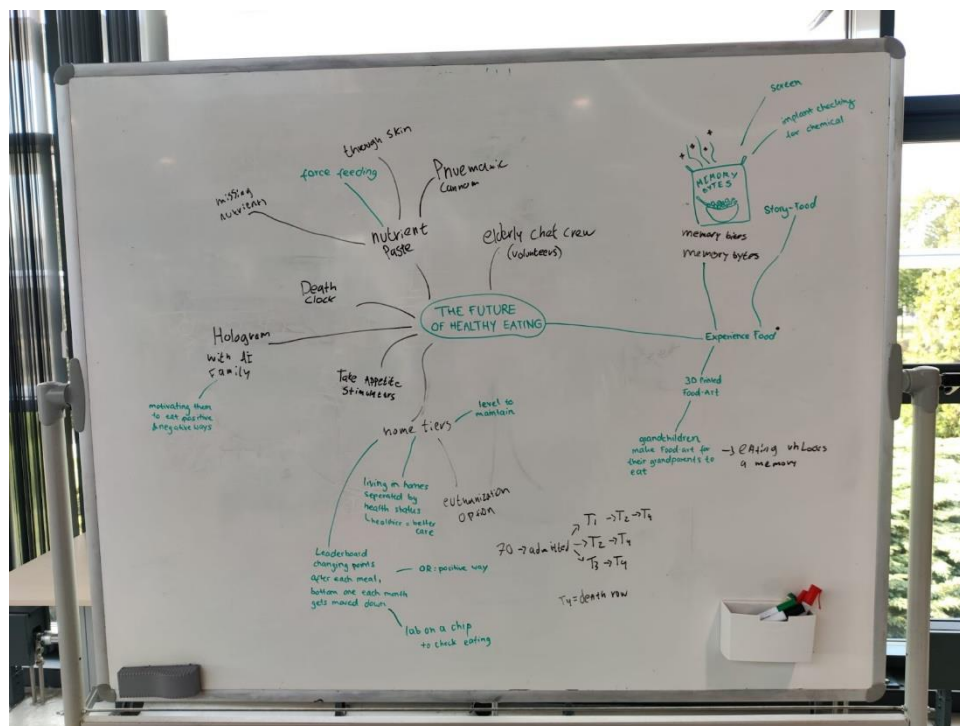 screen
implant checking
for chemical
through skin
force feeding
Pnuematic
Cannon
missing
nutrients
nutrient
Paste
elderly chat crew
(volunteers)
MEMORY
BYTES
Story-Food
memory bites
memory bytes
Death
Clock
THE FUTURE
OF HEALTHY EATING
Hologram
with AI
Family
Experience Food
Take Appetite
Stimulators
motivating them
to eat positive
& negative ways
3D Printed
Food-Art
level to
maintain
home tiers
grandchildren
make Food-art for
their grandparents to
eat
→ eating unlocks
a memory
living in homes
seperated by
health status
healthier = better
care
euthanization
option
T1 → T2 → T4
70 → admitted → T2 → T4
T3 → T4
T4 = death row
Leaderboard
changing points
after each meal,
bottom one each month
gets moved down
OR: positive way
lab on a chip
to check eating